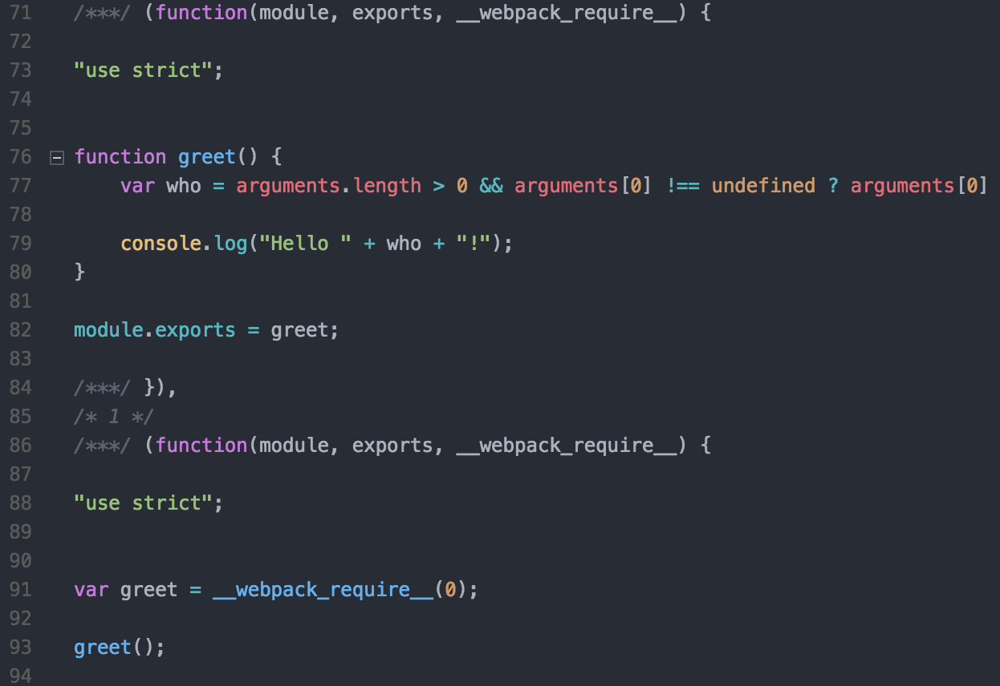 71 /***/ (function(module, exports, __webpack_require__) {
72
73 "use strict";
74
75
76 function greet() {
77     var who = arguments.length > 0 && arguments[0] !== undefined ? arguments[0]
78
79     console.log("Hello " + who + "!");
80 }
81
82 module.exports = greet;
83
84 /***/ }),
85 /* 1 */
86 /***/ (function(module, exports, __webpack_require__) {
87
88 "use strict";
89
90
91 var greet = __webpack_require__(0);
92
93 greet();
94